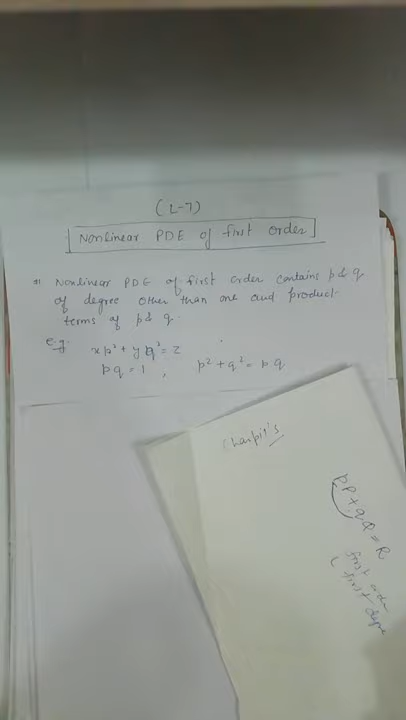 (L-7)
Nonlinear PDE of first order
Nonlinear PDE of first order contains p & q
of degree other than one and product
terms of p & q.
e.g:
xp² + yq² = z
pq = 1 , p² + q² = pq
Charpit's
pP + qQ = R
first order
first degree